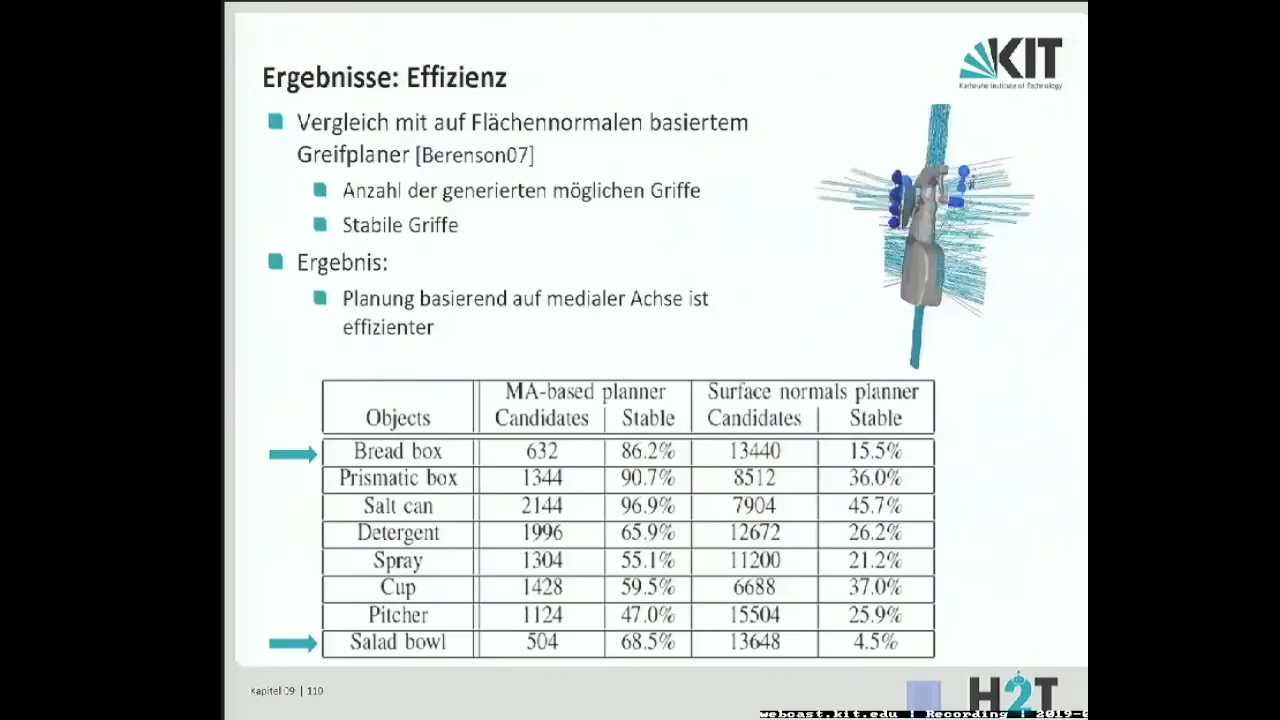 KIT
Karlsruhe Institute of Technology
Ergebnisse: Effizienz
Vergleich mit auf Flächennormalen basiertem
Greifplaner [Berenson07]
Anzahl der generierten möglichen Griffe
Stabile Griffe
Ergebnis:
Planung basierend auf medialer Achse ist
effizienter
MA-based planner Surface normals planner
Objects Candidates Stable Candidates Stable
Bread box 632 86.2% 13440 15.5%
Prismatic box 1344 90.7% 8512 36.0%
Salt can 2144 96.9% 7904 45.7%
Detergent 1996 65.9% 12672 26.2%
Spray 1304 55.1% 11200 21.2%
Cup 1428 59.5% 6688 37.0%
Pitcher 1124 47.0% 15504 25.9%
Salad bowl 504 68.5% 13648 4.5%
Kapitel 09 | 110
H2T
webcast.kit.edu | Recording | 2019-